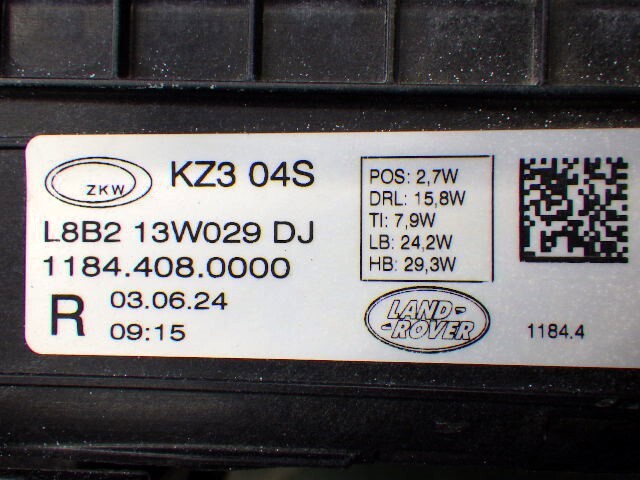 ZKW KZ3 04S
L8B2 13W029 DJ
1184.408.0000
R 03.06.24
09:15
POS: 2,7W
DRL: 15,8W
TI: 7,9W
LB: 24,2W
HB: 29,3W
LAND-
-ROVER
1184.4